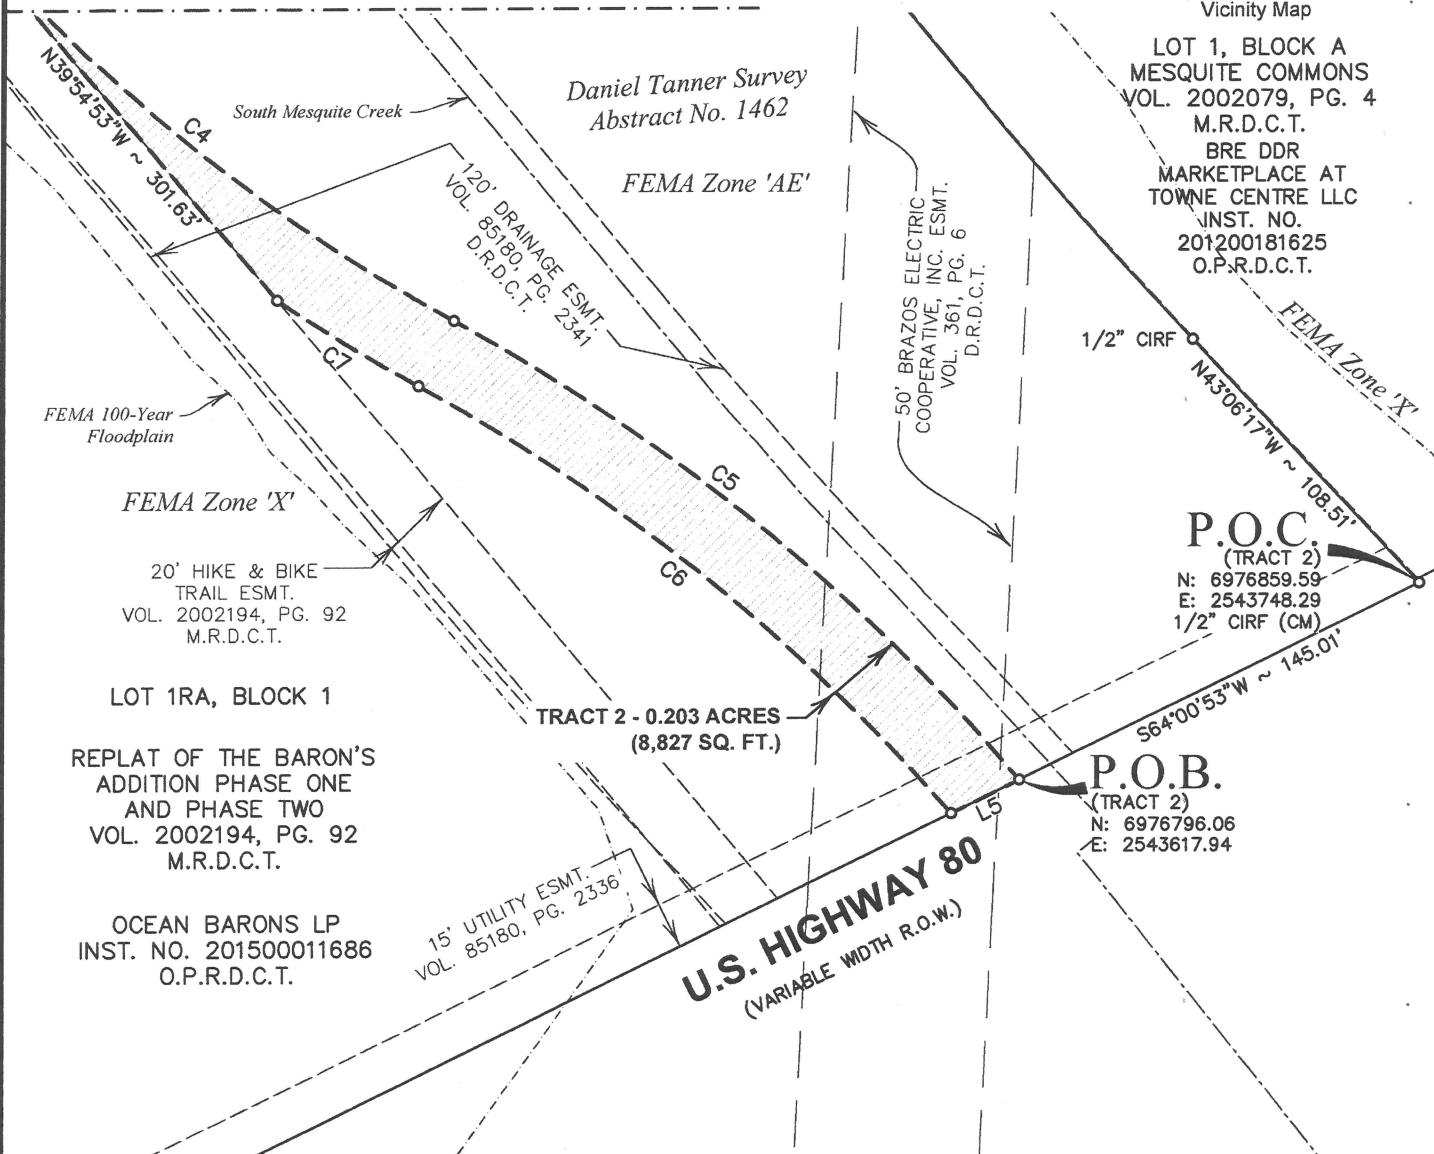 Vicinity Map
LOT 1, BLOCK A
MESQUITE COMMONS
VOL. 2002079, PG. 4
M.R.D.C.T.
BRE DDR
MARKETPLACE AT
TOWNE CENTRE LLC
INST. NO.
201200181625
O.P.R.D.C.T.
N39°54'53"W ~ 301.63'
C4
South Mesquite Creek
Daniel Tanner Survey
Abstract No. 1462
FEMA Zone 'AE'
120' DRAINAGE ESMT.
VOL. 85180, PG. 2341
D.R.D.C.T.
50' BRAZOS ELECTRIC
COOPERATIVE, INC. ESMT.
VOL. 361, PG. 6
D.R.D.C.T.
1/2" CIRF
FEMA Zone 'X'
N43°06'17"W ~ 108.51'
C7
FEMA 100-Year
Floodplain
FEMA Zone 'X'
C5
C6
P.O.C.
(TRACT 2)
N: 6976859.59
E: 2543748.29
1/2" CIRF (CM)
20' HIKE & BIKE
TRAIL ESMT.
VOL. 2002194, PG. 92
M.R.D.C.T.
S64°00'53"W ~ 145.01'
LOT 1RA, BLOCK 1
TRACT 2 - 0.203 ACRES
(8,827 SQ. FT.)
REPLAT OF THE BARON'S
ADDITION PHASE ONE
AND PHASE TWO
VOL. 2002194, PG. 92
M.R.D.C.T.
P.O.B.
(TRACT 2)
N: 6976796.06
E: 2543617.94
L5
OCEAN BARONS LP
INST. NO. 201500011686
O.P.R.D.C.T.
15' UTILITY ESMT.
VOL. 85180, PG. 2336
U.S. HIGHWAY 80
(VARIABLE WIDTH R.O.W.)